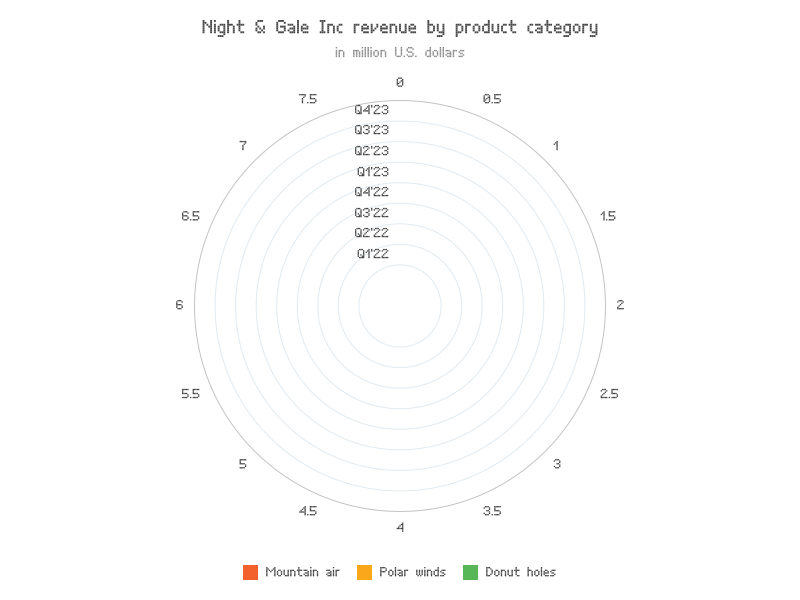 Night & Gale Inc revenue by product category
in million U.S. dollars
0
0.5
1
1.5
2
2.5
3
3.5
4
4.5
5
5.5
6
6.5
7
7.5
Q4'23
Q3'23
Q2'23
Q1'23
Q4'22
Q3'22
Q2'22
Q1'22
Mountain air Polar winds Donut holes